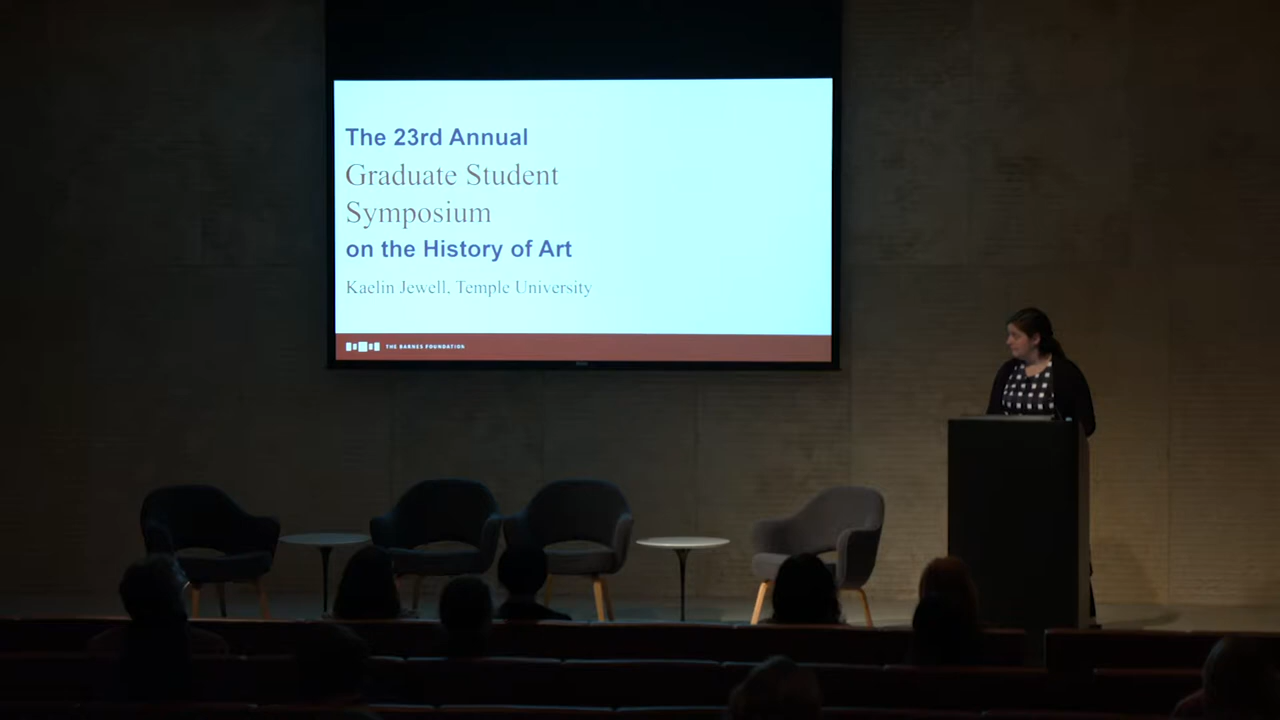 The 23rd Annual
Graduate Student
Symposium
on the History of Art
Kaelin Jewell, Temple University
THE BARNES FOUNDATION